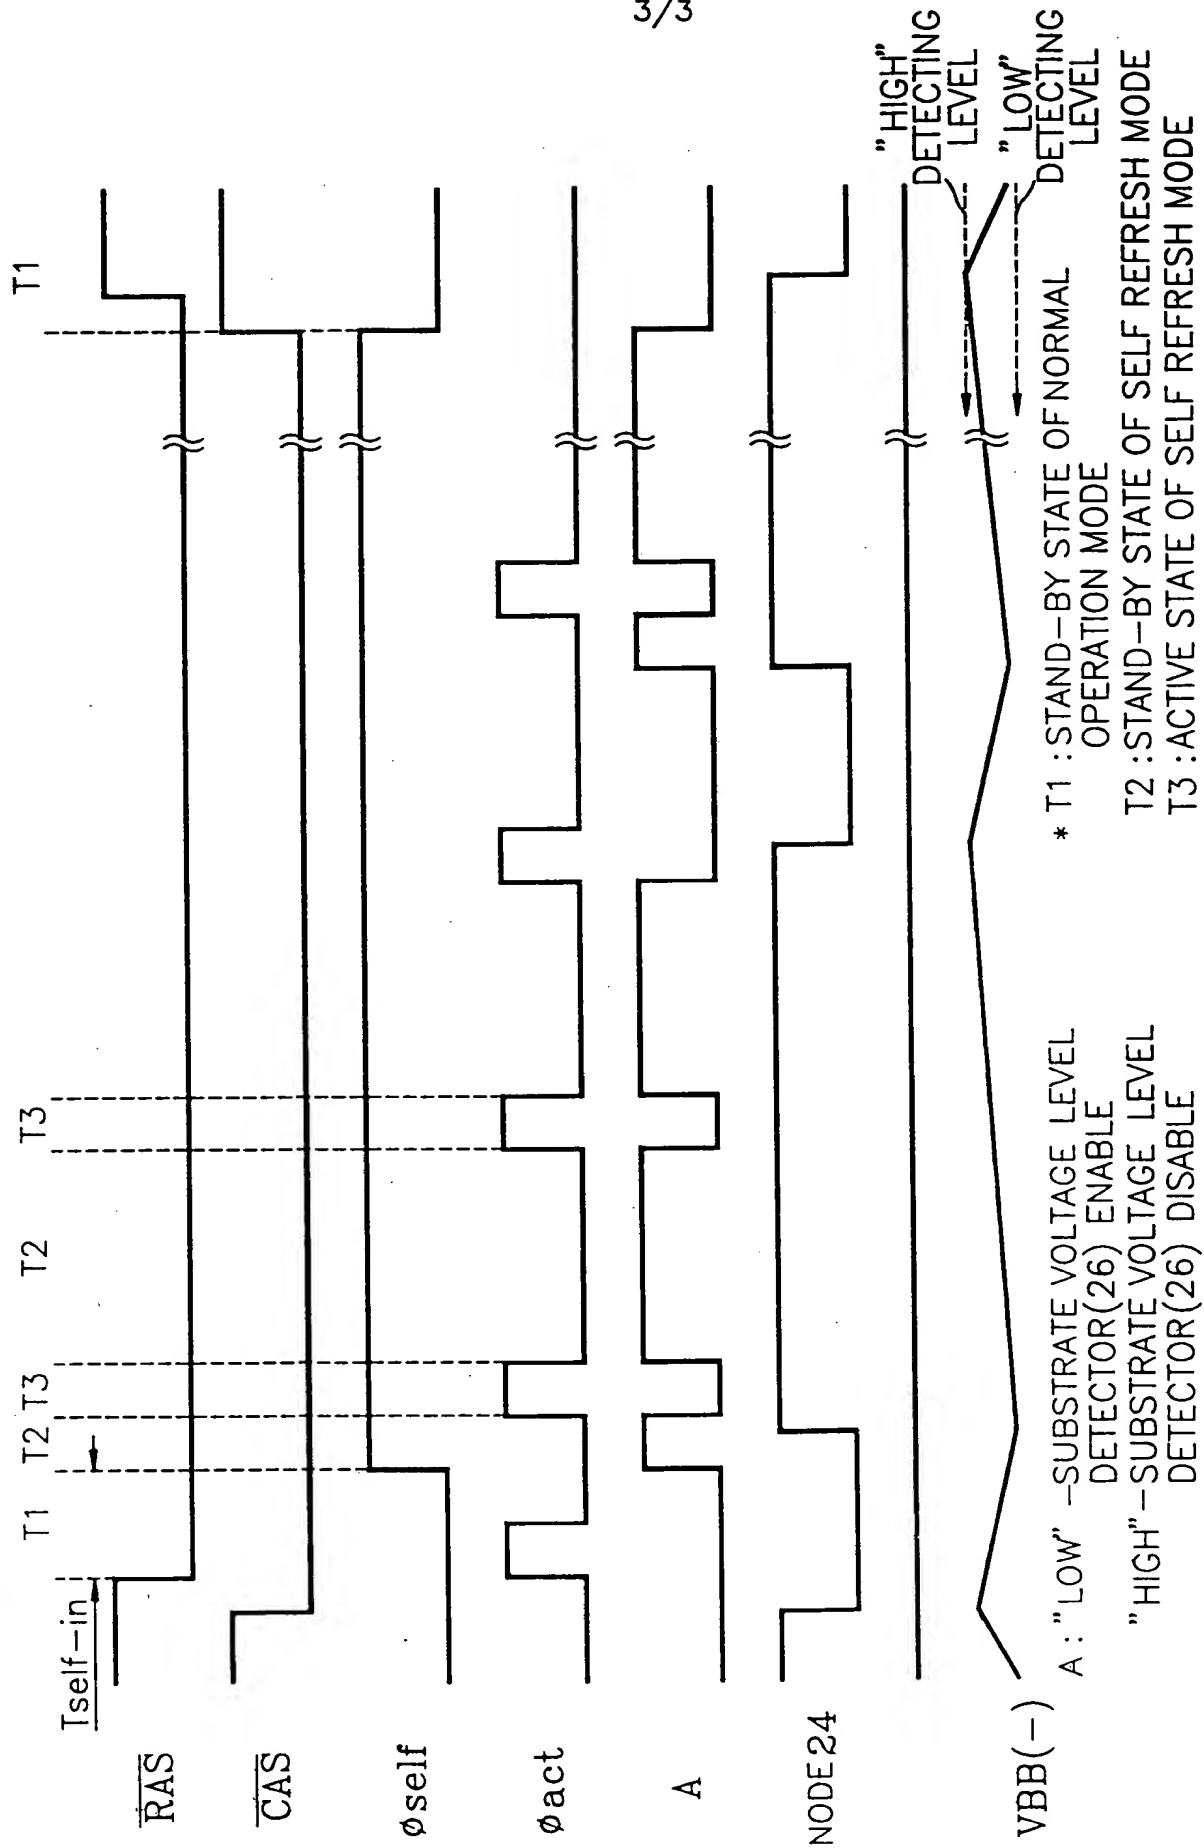 3/3
T1 T2 T3 T2 T3 T1
Tself-in
RAS
CAS
øself
øact
A
NODE24
VBB(-)
"HIGH"
DETECTING
LEVEL
"LOW"
DETECTING
LEVEL
A : "LOW" -SUBSTRATE VOLTAGE LEVEL
DETECTOR(26) ENABLE
"HIGH"-SUBSTRATE VOLTAGE LEVEL
DETECTOR(26) DISABLE
* T1 :STAND-BY STATE OF NORMAL
OPERATION MODE
T2 :STAND-BY STATE OF SELF REFRESH MODE
T3 :ACTIVE STATE OF SELF REFRESH MODE